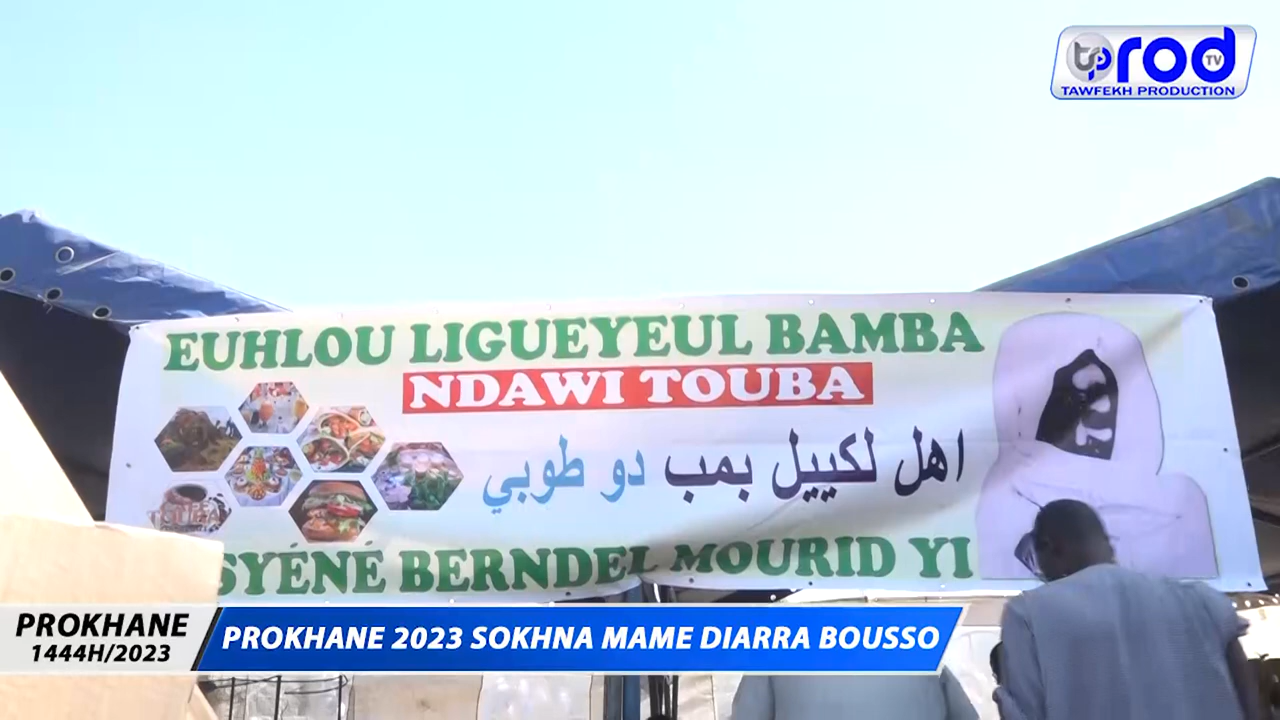 tprod TV
TAWFEKH PRODUCTION
EUHLOU LIGUEYEUL BAMBA
NDAWI TOUBA
اهل لكييل بمب دو طوبي
SYÉNÉ BERNDEL MOURID YI
PROKHANE
1444H/2023
PROKHANE 2023 SOKHNA MAME DIARRA BOUSSO